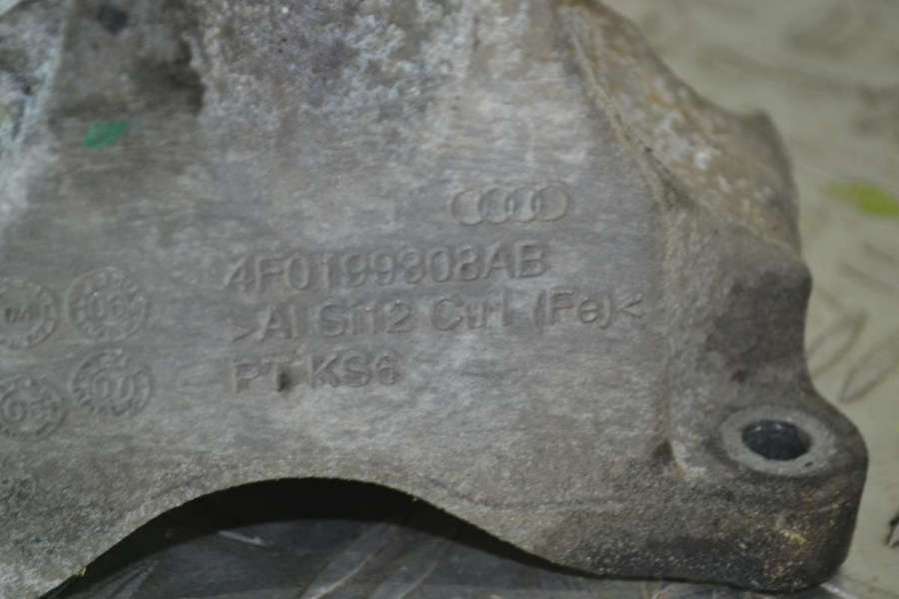 4F0199308AB
>Al Si12 Cu1 (Fe)<
PT KS6